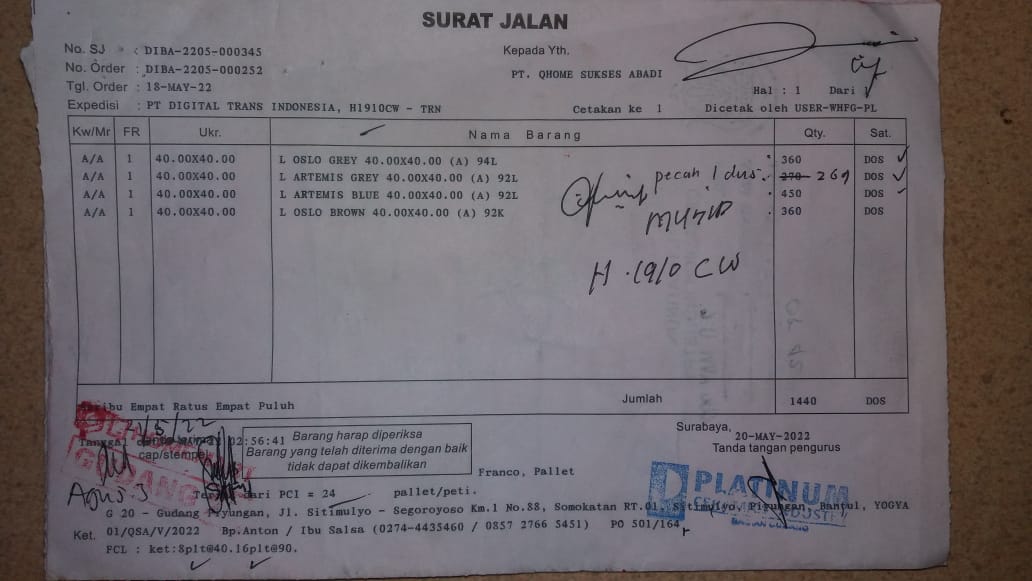 SURAT JALAN
No. SJ : DIBA-2205-000345
Kepada Yth.
No. Order : DIBA-2205-000252
PT. QHOME SUKSES ABADI
Tgl. Order : 18-MAY-22
Hal : 1 Dari 1
Expedisi : PT DIGITAL TRANS INDONESIA, H1910CW - TRN
Cetakan ke 1
Dicetak oleh USER-WHFG-PL
Kw/Mr FR Ukr. Nama Barang Qty. Sat.
A/A 1 40.00X40.00 L OSLO GREY 40.00X40.00 (A) 94L 360 DOS
A/A 1 40.00X40.00 L ARTEMIS GREY 40.00X40.00 (A) 92L pecah 1 dus. 270 269 DOS
A/A 1 40.00X40.00 L ARTEMIS BLUE 40.00X40.00 (A) 92L 450 DOS
A/A 1 40.00X40.00 L OSLO BROWN 40.00X40.00 (A) 92K 360 DOS
H.1910 CW
Seribu Empat Ratus Empat Puluh
Jumlah 1440 DOS
21/5/22
Surabaya,
20-MAY-2022
Tanggal 02:56:41
cap/stempel
Barang harap diperiksa
Barang yang telah diterima dengan baik
tidak dapat dikembalikan
Tanda tangan pengurus
GUDANG
Franco, Pallet
PLATINUM
Agus S
Terdiri dari PCI = 24 pallet/peti.
G 20 - Gudang Piyungan, Jl. Sitimulyo - Segoroyoso Km.1 No.88, Somokatan RT.01, Sitimulyo, Piyungan, Bantul, YOGYA
Ket. 01/QSA/V/2022 Bp.Anton / Ibu Salsa (0274-4435460 / 0857 2766 5451) PO 501/164
FCL : ket:8plt@40.16plt@90.